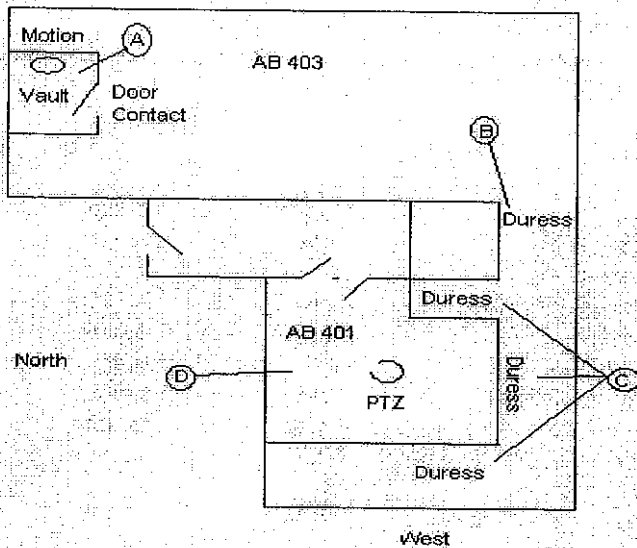 Motion
A
AB 403
Vault
Door
Contact
B
Duress
Duress
AB 401
North
D
PTZ
Duress
C
Duress
West